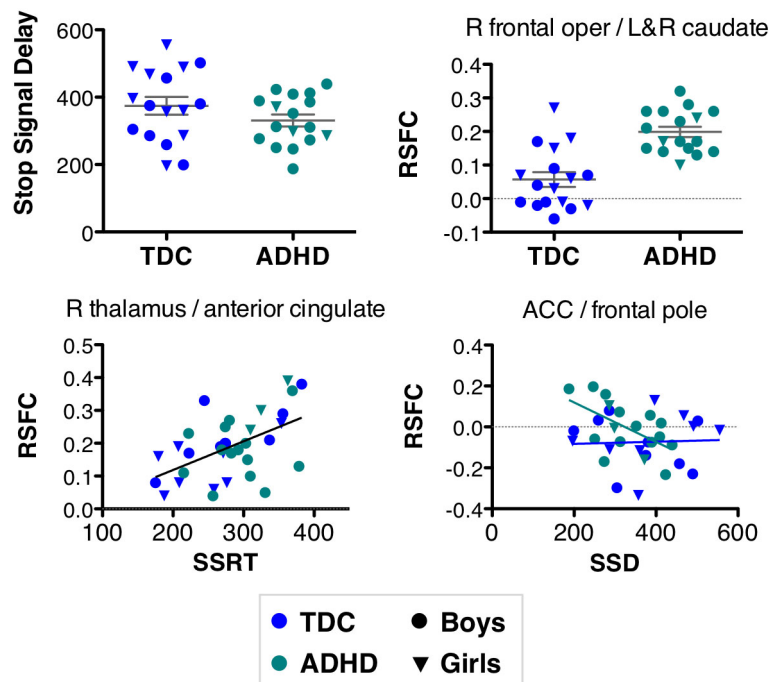 Stop Signal Delay
600
400
200
0
TDC ADHD
R frontal oper / L&R caudate
RSFC
0.4
0.3
0.2
0.1
0.0
-0.1
TDC ADHD
R thalamus / anterior cingulate
RSFC
0.5
0.4
0.3
0.2
0.1
0.0
100 200 300 400
SSRT
ACC / frontal pole
RSFC
0.4
0.2
0.0
-0.2
-0.4
0 200 400 600
SSD
TDC Boys
ADHD Girls